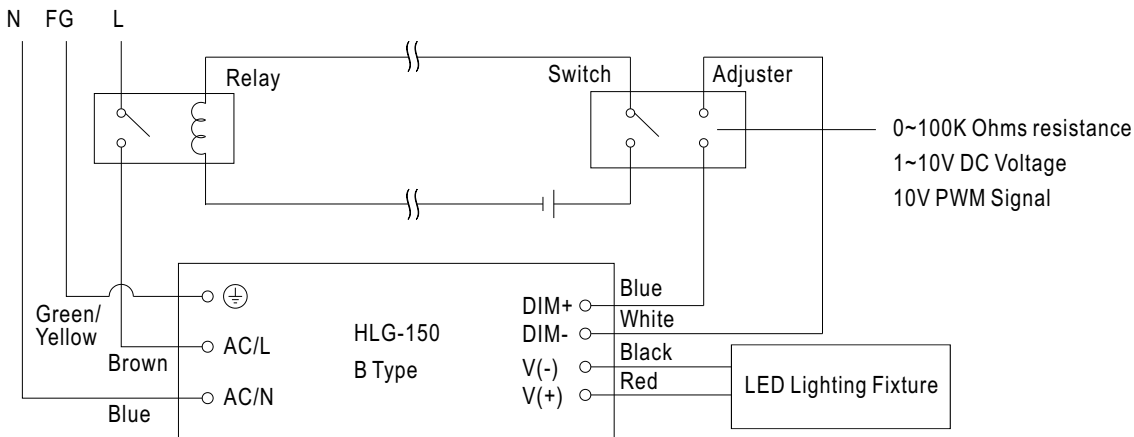 N FG L
Relay
Switch
Adjuster
0~100K Ohms resistance
1~10V DC Voltage
10V PWM Signal
Green/
Yellow
Brown
Blue
AC/L
AC/N
HLG-150
B Type
DIM+
DIM-
V(-)
V(+)
Blue
White
Black
Red
LED Lighting Fixture